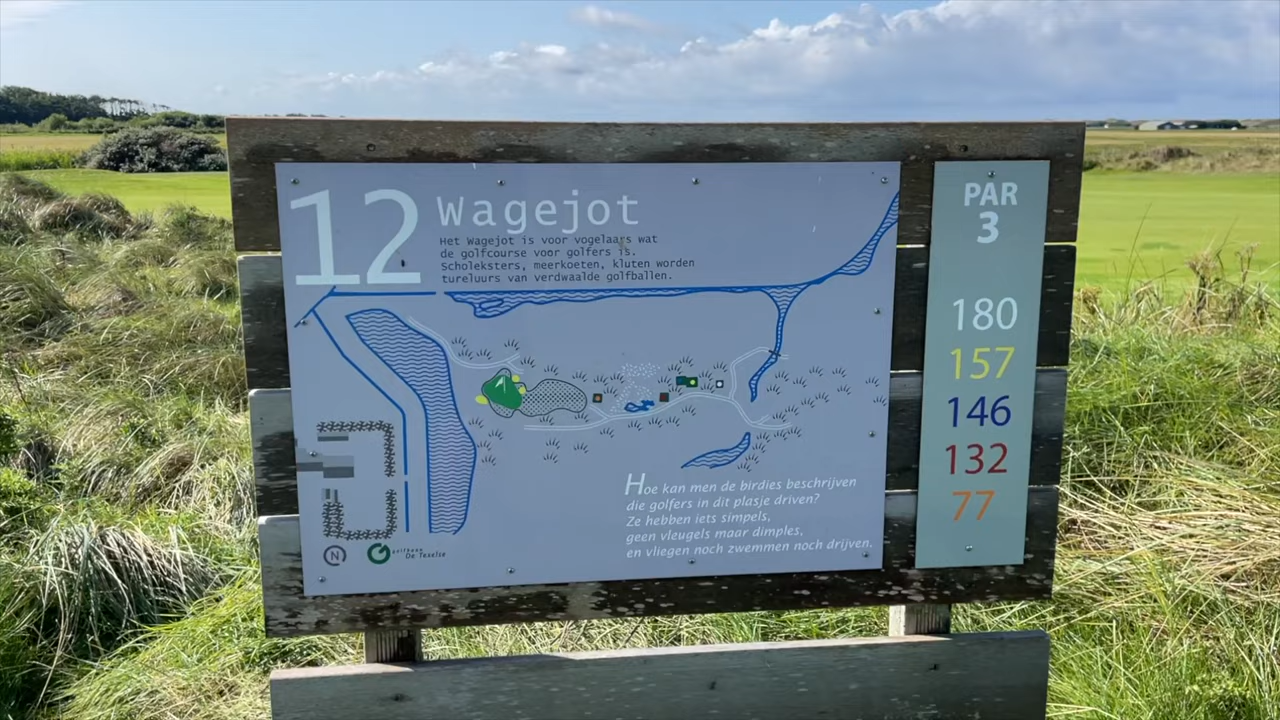 12 Wagejot
Het Wagejot is voor vogelaars wat
de golfcourse voor golfers is.
Scholeksters, meerkoeten, kluten worden
tureluurs van verdwaalde golfballen.
Hoe kan men de birdies beschrijven
die golfers in dit plasje driven?
Ze hebben iets simpels,
geen vleugels maar dimples,
en vliegen noch zwemmen noch drijven.
N
golfbaan
De Texelse
PAR
3
180
157
146
132
77